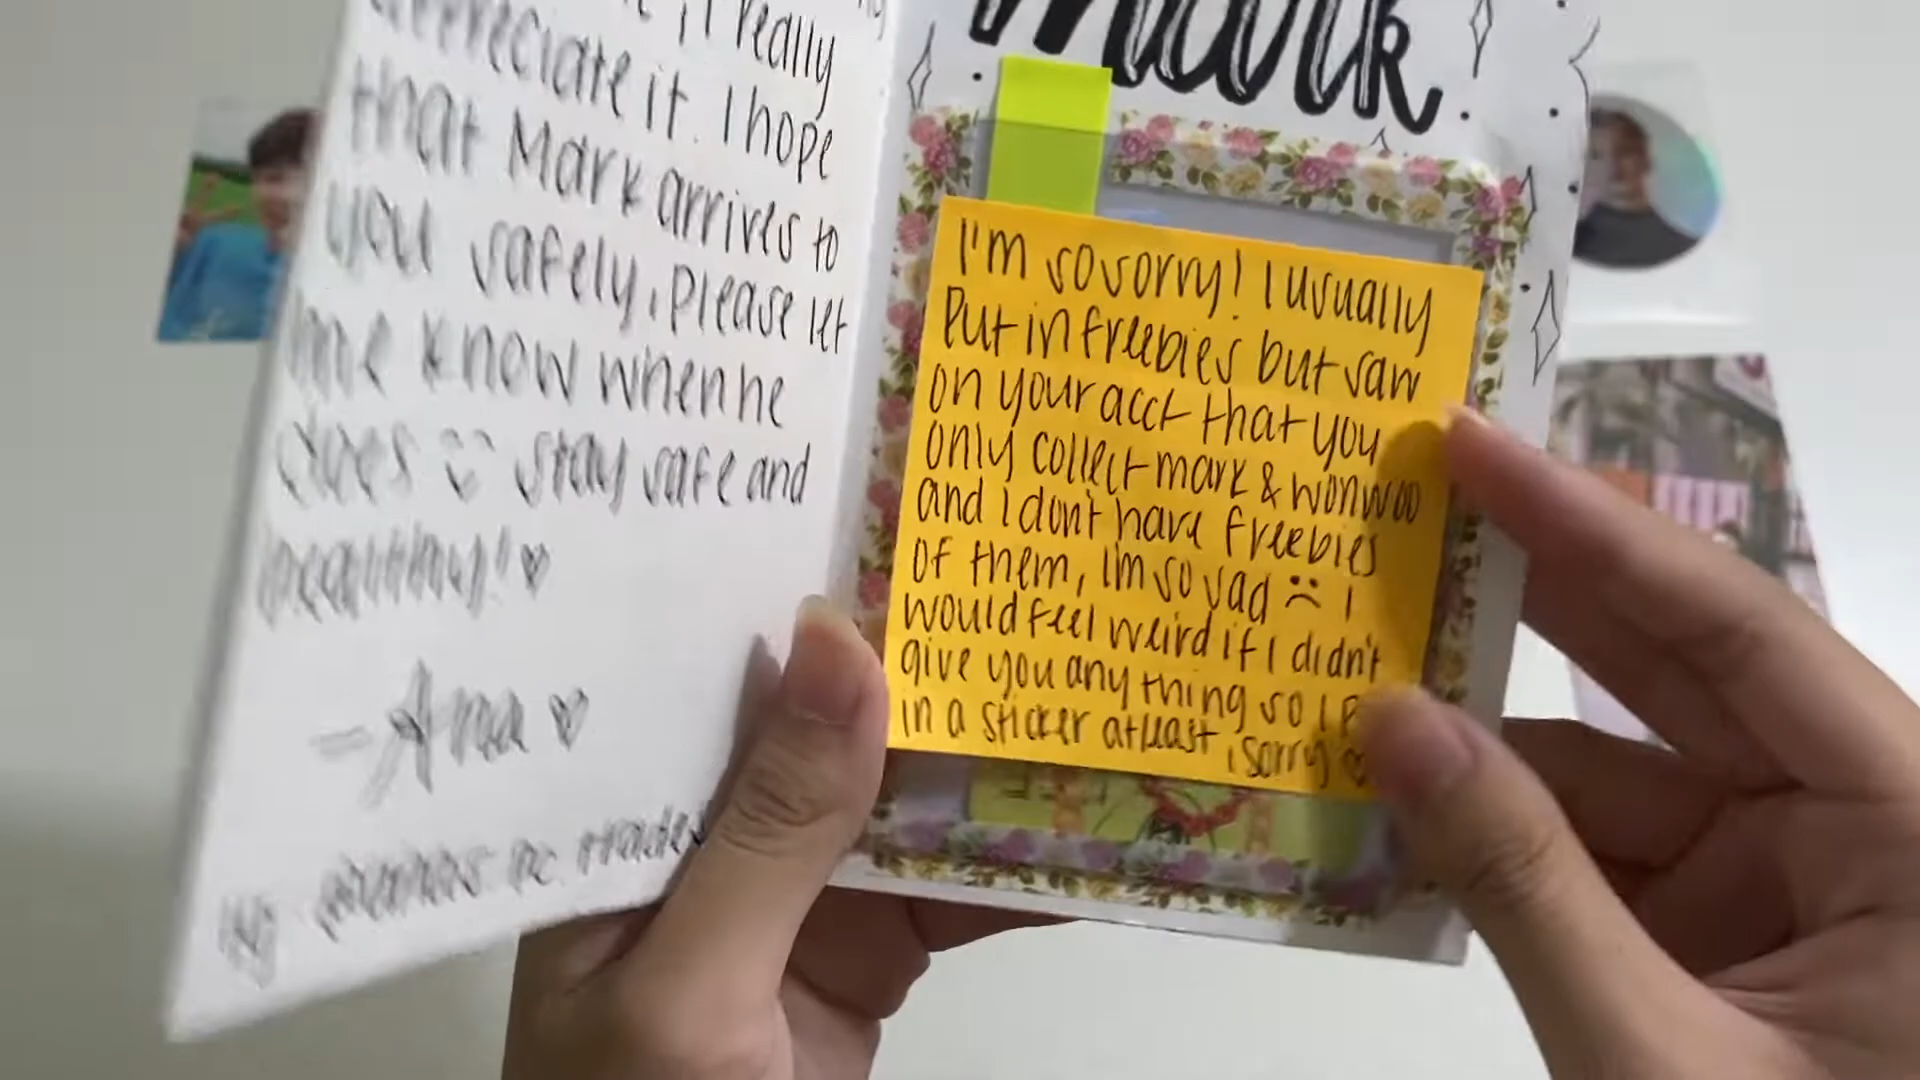 it really
appreciate it. I hope
that Mark arrives to
you safely, please let
me know when he
does stay safe and
healthy!
-Ana
mark
I'm so sorry! I usually
put in freebies but saw
on your acct that you
only collect mark & wonwoo
and I don't have freebies
of them, I'm so sad :( I
would feel weird if I didn't
give you anything so I
in a sticker atleast, sorry